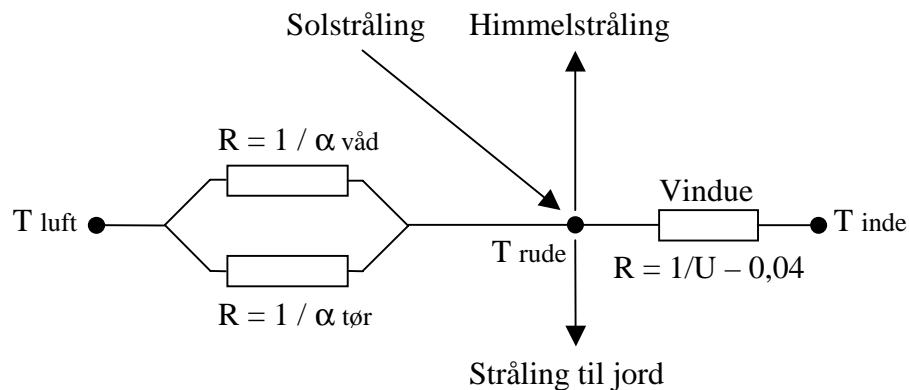 Solstråling
Himmelstråling
R = 1 / α våd
Vindue
T luft
T inde
T rude
R = 1/U – 0,04
R = 1 / α tør
Stråling til jord